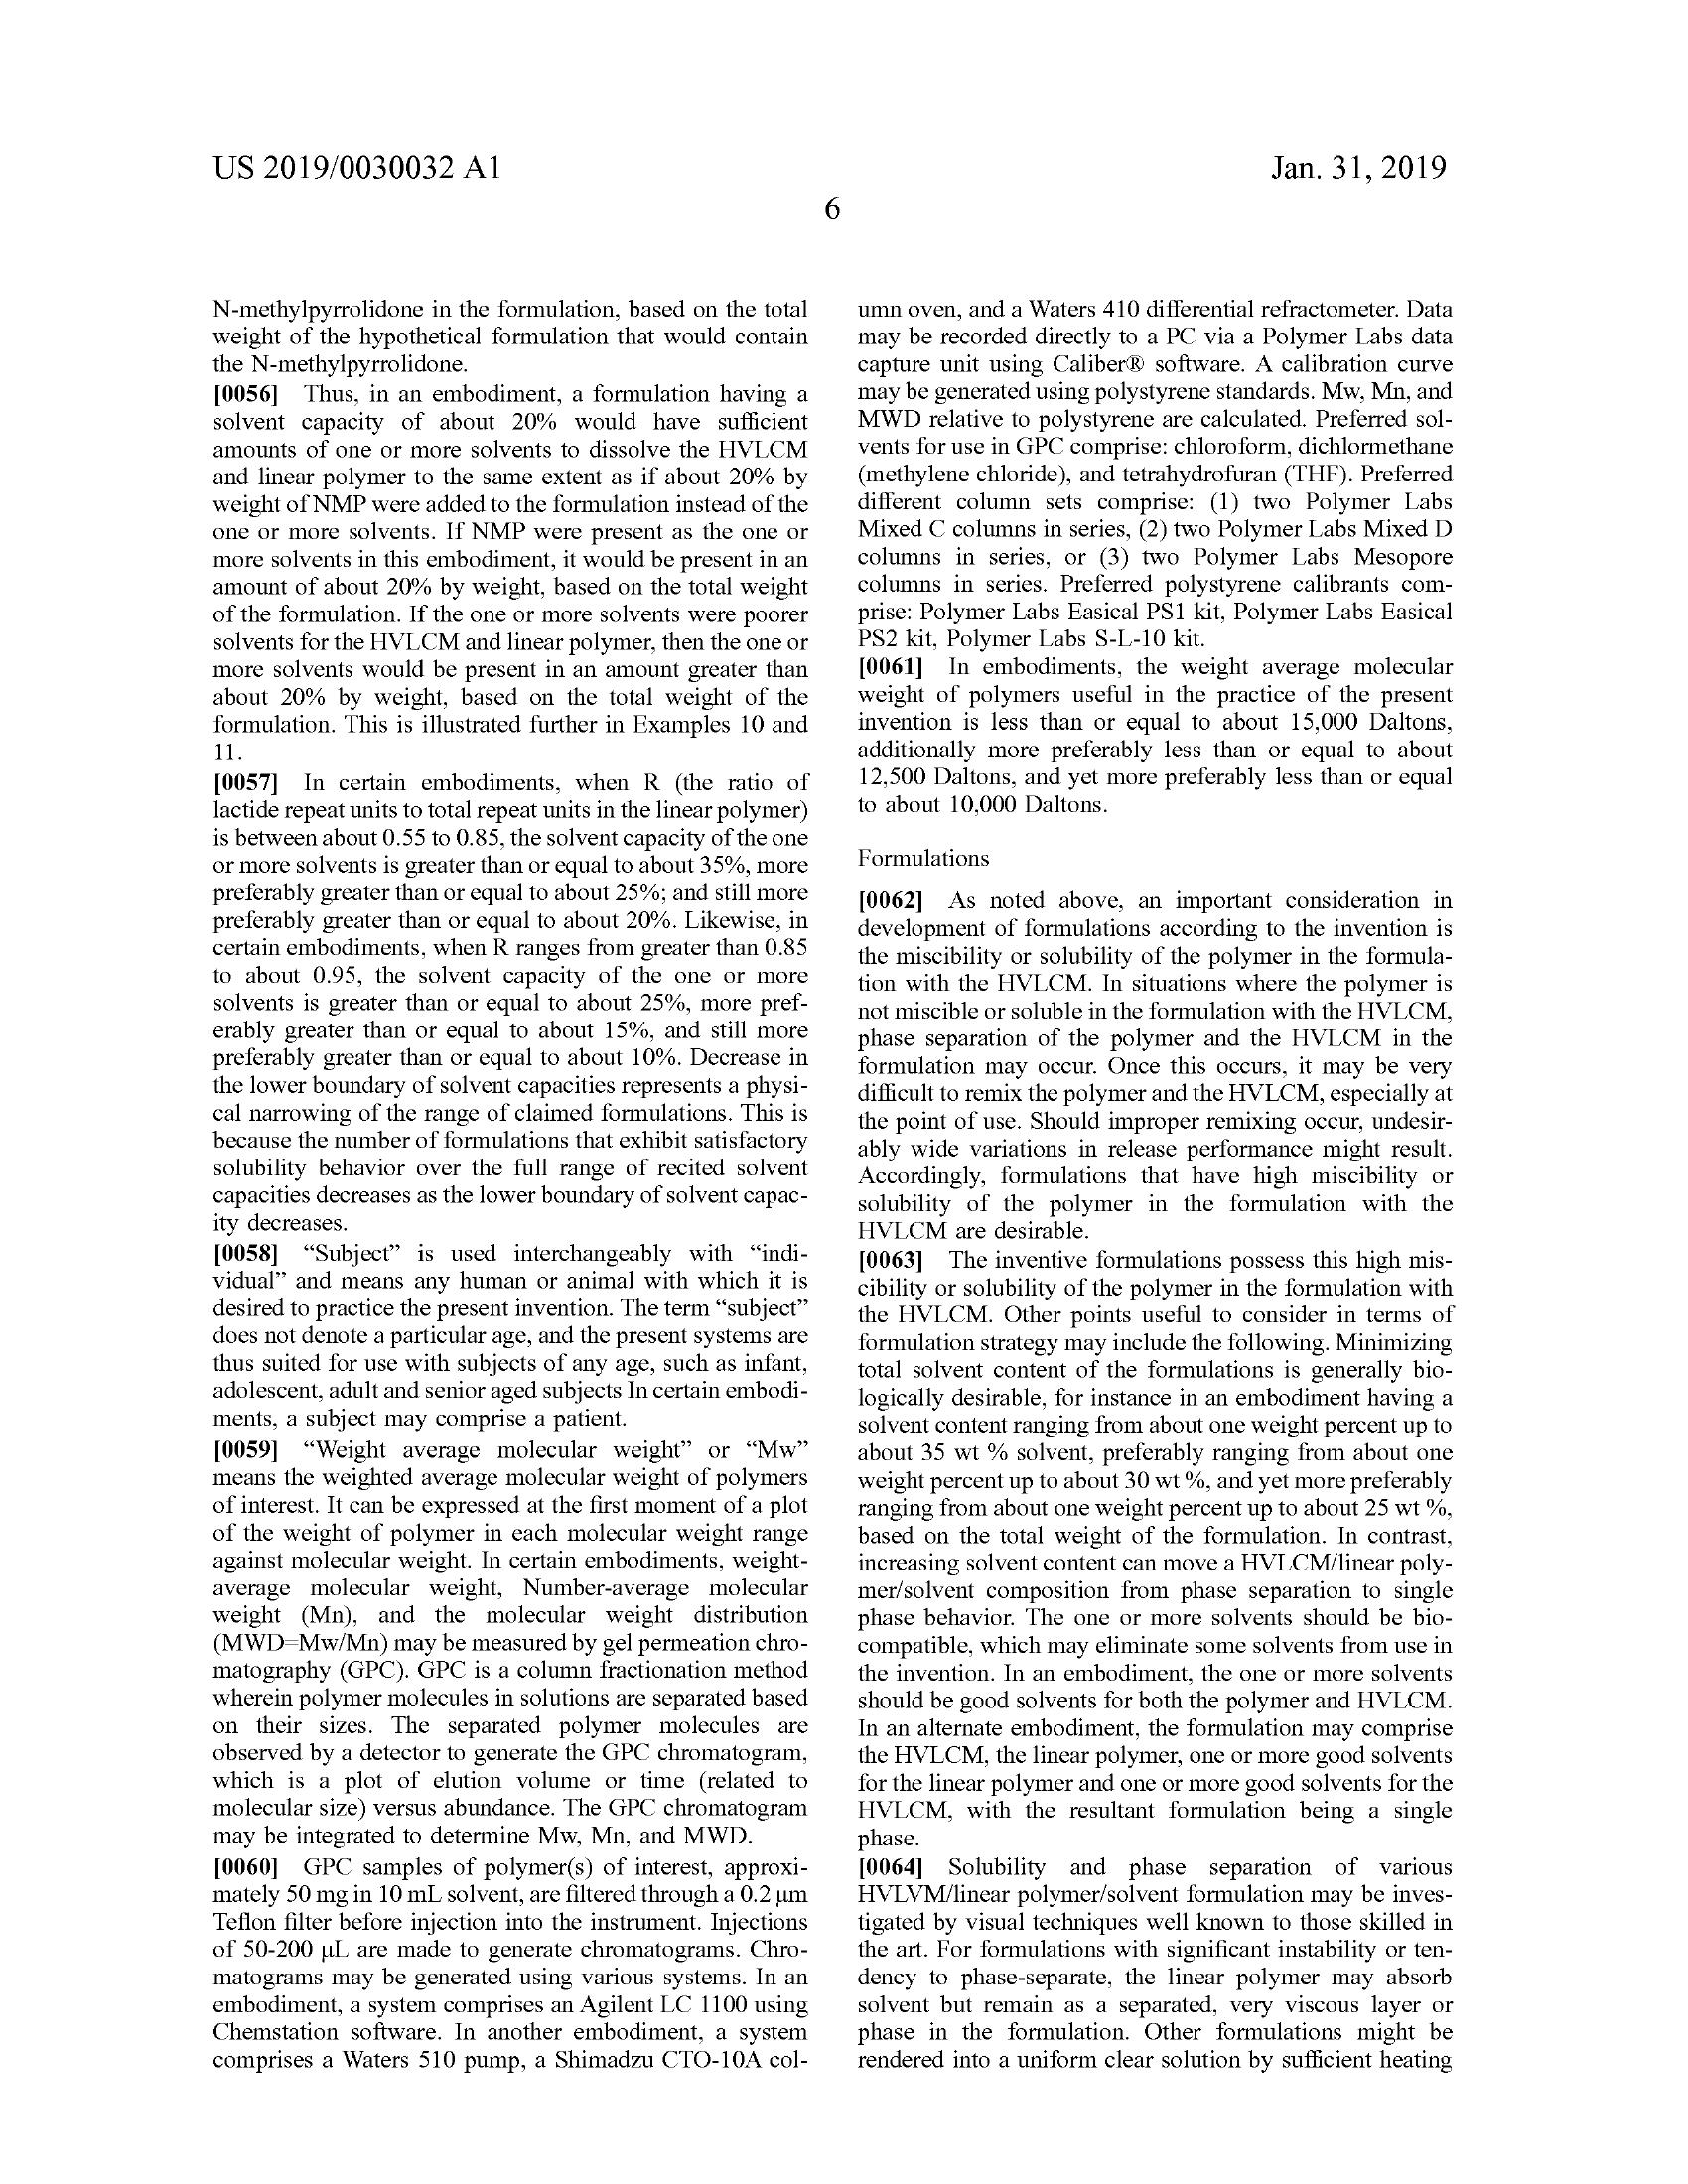 US 2019/0030032 A1
Jan. 31, 2019
6
N-methylpyrrolidone in the formulation, based on the total
weight of the hypothetical formulation that would contain
the N-methylpyrrolidone.
[0056] Thus, in an embodiment, a formulation having a
solvent capacity of about 20% would have sufficient
amounts of one or more solvents to dissolve the HVLCM
and linear polymer to the same extent as if about 20% by
weight of NMP were added to the formulation instead of the
one or more solvents. If NMP were present as the one or
more solvents in this embodiment, it would be present in an
amount of about 20% by weight, based on the total weight
of the formulation. If the one or more solvents were poorer
solvents for the HVLCM and linear polymer, then the one or
more solvents would be present in an amount greater than
about 20% by weight, based on the total weight of the
formulation. This is illustrated further in Examples 10 and
11.
[0057] In certain embodiments, when R (the ratio of
lactide repeat units to total repeat units in the linear polymer)
is between about 0.55 to 0.85, the solvent capacity of the one
or more solvents is greater than or equal to about 35%, more
preferably greater than or equal to about 25%; and still more
preferably greater than or equal to about 20%. Likewise, in
certain embodiments, when R ranges from greater than 0.85
to about 0.95, the solvent capacity of the one or more
solvents is greater than or equal to about 25%, more pref-
erably greater than or equal to about 15%, and still more
preferably greater than or equal to about 10%. Decrease in
the lower boundary of solvent capacities represents a physi-
cal narrowing of the range of claimed formulations. This is
because the number of formulations that exhibit satisfactory
solubility behavior over the full range of recited solvent
capacities decreases as the lower boundary of solvent capac-
ity decreases.
[0058] “Subject” is used interchangeably with “indi-
vidual” and means any human or animal with which it is
desired to practice the present invention. The term “subject”
does not denote a particular age, and the present systems are
thus suited for use with subjects of any age, such as infant,
adolescent, adult and senior aged subjects In certain embodi-
ments, a subject may comprise a patient.
[0059] “Weight average molecular weight” or “Mw”
means the weighted average molecular weight of polymers
of interest. It can be expressed at the first moment of a plot
of the weight of polymer in each molecular weight range
against molecular weight. In certain embodiments, weight-
average molecular weight, Number-average molecular
weight (Mn), and the molecular weight distribution
(MWD=Mw/Mn) may be measured by gel permeation chro-
matography (GPC). GPC is a column fractionation method
wherein polymer molecules in solutions are separated based
on their sizes. The separated polymer molecules are
observed by a detector to generate the GPC chromatogram,
which is a plot of elution volume or time (related to
molecular size) versus abundance. The GPC chromatogram
may be integrated to determine Mw, Mn, and MWD.
[0060] GPC samples of polymer(s) of interest, approxi-
mately 50 mg in 10 mL solvent, are filtered through a 0.2 μm
Teflon filter before injection into the instrument. Injections
of 50-200 μL are made to generate chromatograms. Chro-
matograms may be generated using various systems. In an
embodiment, a system comprises an Agilent LC 1100 using
Chemstation software. In another embodiment, a system
comprises a Waters 510 pump, a Shimadzu CTO-10A col-
umn oven, and a Waters 410 differential refractometer. Data
may be recorded directly to a PC via a Polymer Labs data
capture unit using Caliber® software. A calibration curve
may be generated using polystyrene standards. Mw, Mn, and
MWD relative to polystyrene are calculated. Preferred sol-
vents for use in GPC comprise: chloroform, dichlormethane
(methylene chloride), and tetrahydrofuran (THF). Preferred
different column sets comprise: (1) two Polymer Labs
Mixed C columns in series, (2) two Polymer Labs Mixed D
columns in series, or (3) two Polymer Labs Mesopore
columns in series. Preferred polystyrene calibrants com-
prise: Polymer Labs Easical PS1 kit, Polymer Labs Easical
PS2 kit, Polymer Labs S-L-10 kit.
[0061] In embodiments, the weight average molecular
weight of polymers useful in the practice of the present
invention is less than or equal to about 15,000 Daltons,
additionally more preferably less than or equal to about
12,500 Daltons, and yet more preferably less than or equal
to about 10,000 Daltons.
Formulations
[0062] As noted above, an important consideration in
development of formulations according to the invention is
the miscibility or solubility of the polymer in the formula-
tion with the HVLCM. In situations where the polymer is
not miscible or soluble in the formulation with the HVLCM,
phase separation of the polymer and the HVLCM in the
formulation may occur. Once this occurs, it may be very
difficult to remix the polymer and the HVLCM, especially at
the point of use. Should improper remixing occur, undesir-
ably wide variations in release performance might result.
Accordingly, formulations that have high miscibility or
solubility of the polymer in the formulation with the
HVLCM are desirable.
[0063] The inventive formulations possess this high mis-
cibility or solubility of the polymer in the formulation with
the HVLCM. Other points useful to consider in terms of
formulation strategy may include the following. Minimizing
total solvent content of the formulations is generally bio-
logically desirable, for instance in an embodiment having a
solvent content ranging from about one weight percent up to
about 35 wt % solvent, preferably ranging from about one
weight percent up to about 30 wt %, and yet more preferably
ranging from about one weight percent up to about 25 wt %,
based on the total weight of the formulation. In contrast,
increasing solvent content can move a HVLCM/linear poly-
mer/solvent composition from phase separation to single
phase behavior. The one or more solvents should be bio-
compatible, which may eliminate some solvents from use in
the invention. In an embodiment, the one or more solvents
should be good solvents for both the polymer and HVLCM.
In an alternate embodiment, the formulation may comprise
the HVLCM, the linear polymer, one or more good solvents
for the linear polymer and one or more good solvents for the
HVLCM, with the resultant formulation being a single
phase.
[0064] Solubility and phase separation of various
HVLVM/linear polymer/solvent formulation may be inves-
tigated by visual techniques well known to those skilled in
the art. For formulations with significant instability or ten-
dency to phase-separate, the linear polymer may absorb
solvent but remain as a separated, very viscous layer or
phase in the formulation. Other formulations might be
rendered into a uniform clear solution by sufficient heating